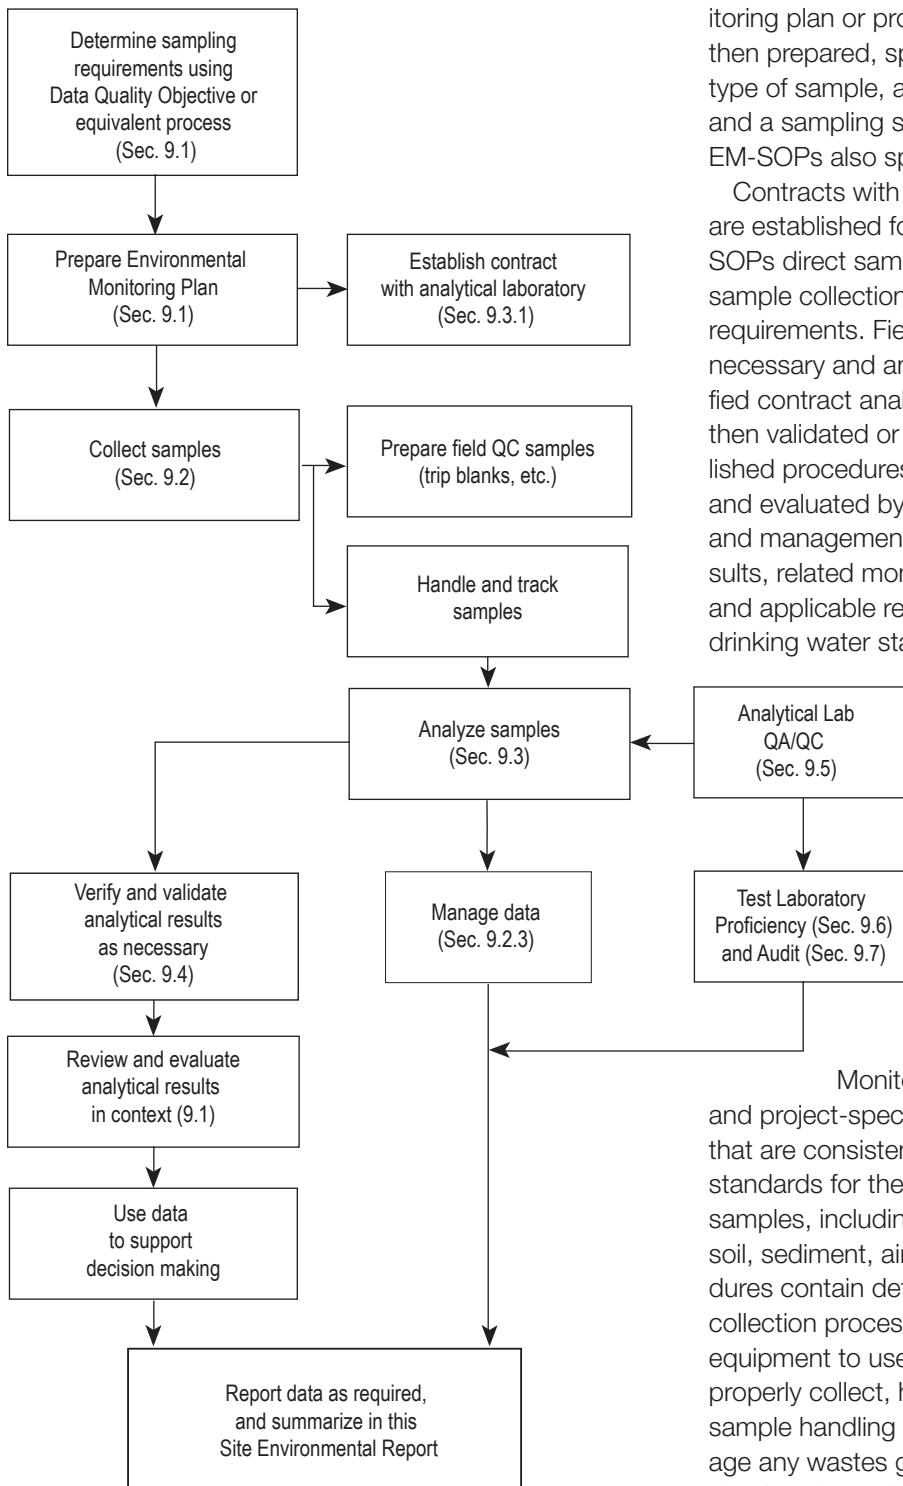 Determine sampling
requirements using
Data Quality Objective or
equivalent process
(Sec. 9.1)
Prepare Environmental
Monitoring Plan
(Sec. 9.1)
Establish contract
with analytical laboratory
(Sec. 9.3.1)
Collect samples
(Sec. 9.2)
Prepare field QC samples
(trip blanks, etc.)
Handle and track
samples
Analyze samples
(Sec. 9.3)
Analytical Lab
QA/QC
(Sec. 9.5)
Verify and validate
analytical results
as necessary
(Sec. 9.4)
Manage data
(Sec. 9.2.3)
Test Laboratory
Proficiency (Sec. 9.6)
and Audit (Sec. 9.7)
Review and evaluate
analytical results
in context (9.1)
Use data
to support
decision making
Report data as required,
and summarize in this
Site Environmental Report
itoring plan or pro
then prepared, sp
type of sample, a
and a sampling s
EM-SOPs also sp
Contracts with
are established fo
SOPs direct sam
sample collection
requirements. Fie
necessary and an
fied contract anal
then validated or
lished procedures
and evaluated by
and managemen
sults, related mor
and applicable re
drinking water sta
Monito
and project-spec
that are consister
standards for the
samples, includin
soil, sediment, air
dures contain det
collection proces
equipment to use
properly collect, h
sample handling
age any wastes g